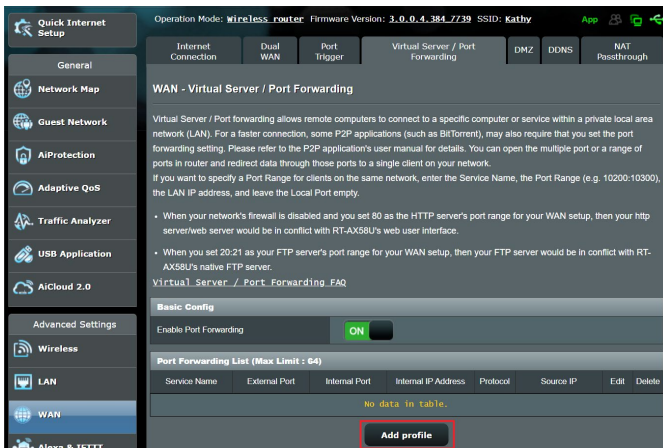 Quick Internet
Setup
General
Network Map
Guest Network
AiProtection
Adaptive QoS
Traffic Analyzer
USB Application
AiCloud 2.0
Advanced Settings
Wireless
LAN
WAN
Alexa & IFTTT
Operation Mode: Wireless router Firmware Version: 3.0.0.4.384_7739 SSID: Kathy
App
Internet
Connection
Dual
WAN
Port
Trigger
Virtual Server / Port
Forwarding
DMZ
DDNS
NAT
Passthrough
WAN - Virtual Server / Port Forwarding
Virtual Server / Port forwarding allows remote computers to connect to a specific computer or service within a private local area
network (LAN). For a faster connection, some P2P applications (such as BitTorrent), may also require that you set the port
forwarding setting. Please refer to the P2P application's user manual for details. You can open the multiple port or a range of
ports in router and redirect data through those ports to a single client on your network.
If you want to specify a Port Range for clients on the same network, enter the Service Name, the Port Range (e.g. 10200:10300),
the LAN IP address, and leave the Local Port empty.
• When your network's firewall is disabled and you set 80 as the HTTP server's port range for your WAN setup, then your http
server/web server would be in conflict with RT-AX58U's web user interface.
• When you set 20:21 as your FTP server's port range for your WAN setup, then your FTP server would be in conflict with RT-
AX58U's native FTP server.
Virtual Server / Port Forwarding FAQ
Basic Config
Enable Port Forwarding
ON
Port Forwarding List (Max Limit : 64)
Service Name External Port Internal Port Internal IP Address Protocol Source IP Edit Delete
No data in table.
Add profile